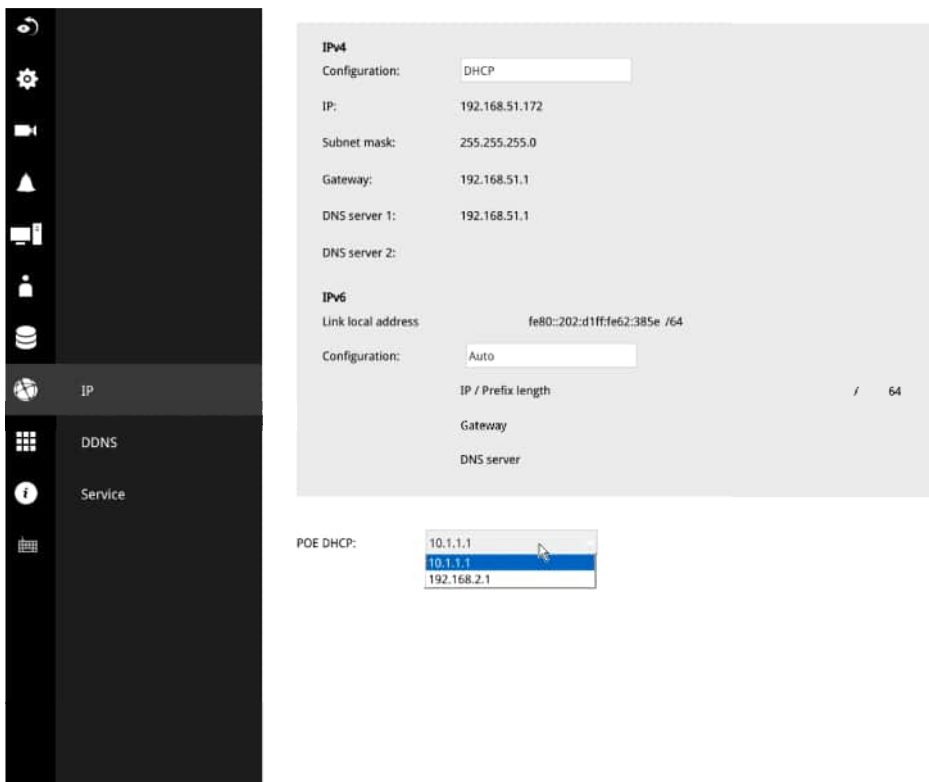 IPv4
Configuration: DHCP
IP: 192.168.51.172
Subnet mask: 255.255.255.0
Gateway: 192.168.51.1
DNS server 1: 192.168.51.1
DNS server 2:
IPv6
Link local address fe80::202:d1ff:fe62:385e /64
Configuration: Auto
IP / Prefix length / 64
Gateway
DNS server
IP
DDNS
Service
POE DHCP: 10.1.1.1
10.1.1.1
192.168.2.1